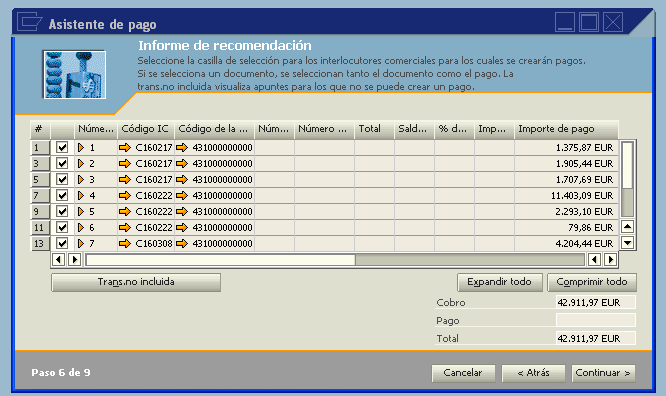 Asistente de pago
Informe de recomendación
Seleccione la casilla de selección para los interlocutores comerciales para los cuales se crearán pagos.
Si se selecciona un documento, se seleccionan tanto el documento como el pago. La
trans.no incluida visualiza apuntes para los que no se puede crear un pago.
# Núme... Código IC Código de la ... Núm... Número ... Total Sald... % d... Imp... Importe de pago
1 1 C160217 431000000000 1.375,87 EUR
3 2 C160217 431000000000 1.905,44 EUR
5 3 C160217 431000000000 1.707,69 EUR
7 4 C160222 431000000000 11.403,09 EUR
9 5 C160222 431000000000 2.293,10 EUR
11 6 C160222 431000000000 79,86 EUR
13 7 C160308 431000000000 4.204,44 EUR
Trans.no incluida Expandir todo Comprimir todo
Cobro 42.911,97 EUR
Pago
Total 42.911,97 EUR
Paso 6 de 9 Cancelar < Atrás Continuar >